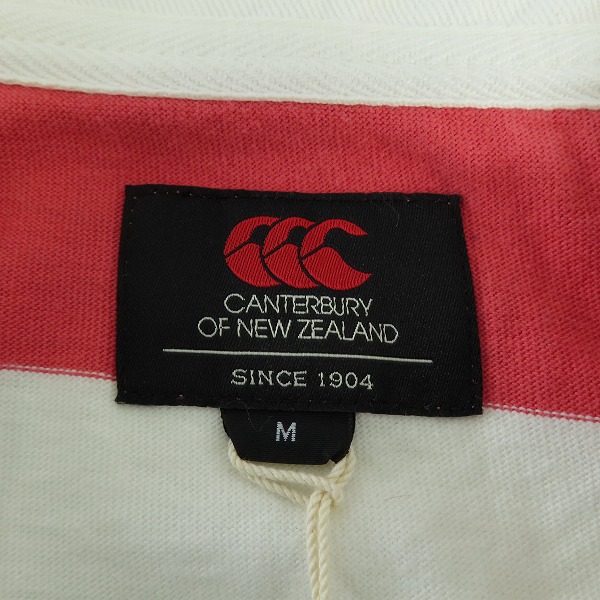 CANTERBURY
OF NEW ZEALAND
SINCE 1904
M